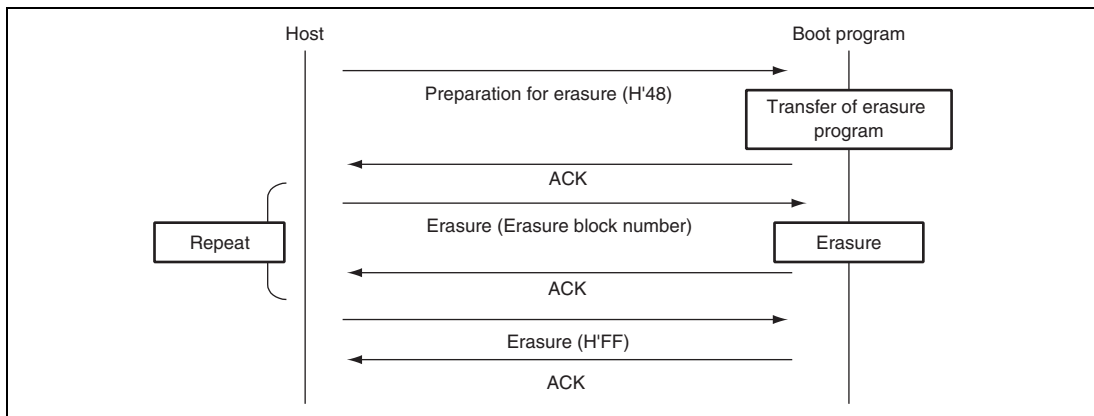 Host
Boot program
Preparation for erasure (H'48)
Transfer of erasure
program
ACK
Erasure (Erasure block number)
Repeat
Erasure
ACK
Erasure (H'FF)
ACK